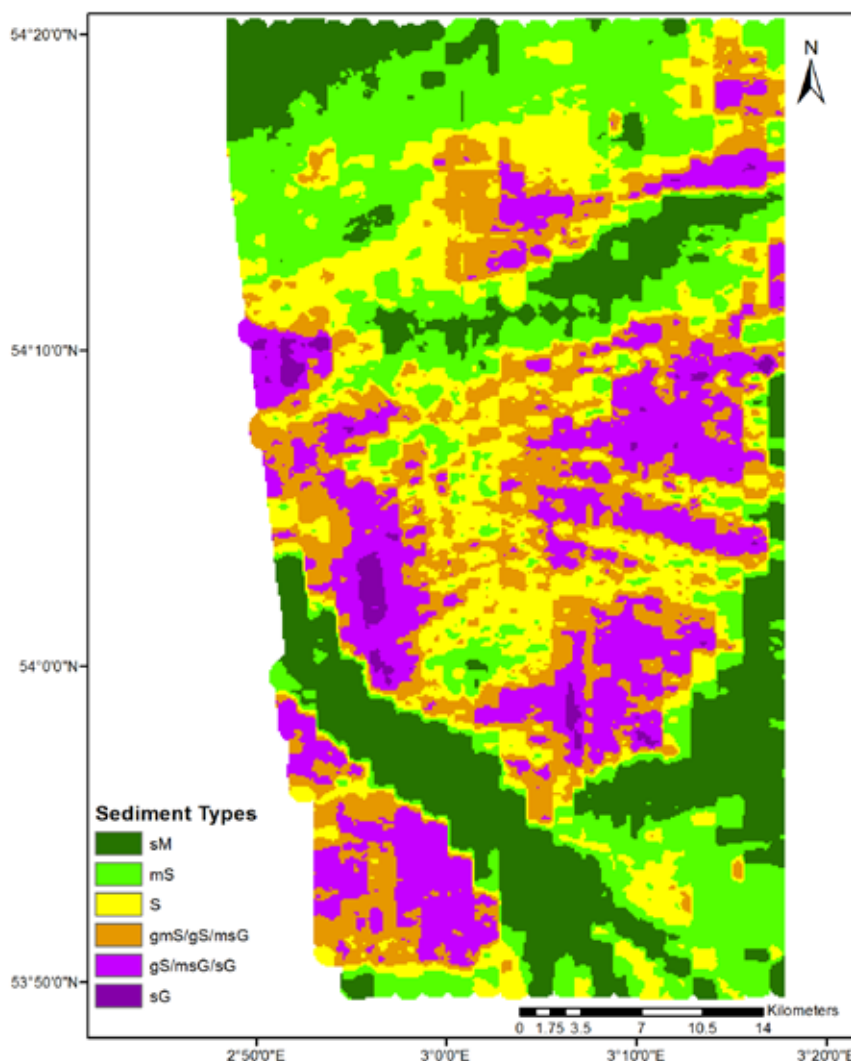 54°20'0"N
N
54°10'0"N
54°0'0"N
Sediment Types
sM
mS
S
gmS/gS/msG
gS/msG/sG
sG
53°50'0"N
Kilometers
0 1.75 3.5 7 10.5 14
2°50'0"E 3°0'0"E 3°10'0"E 3°20'0"E